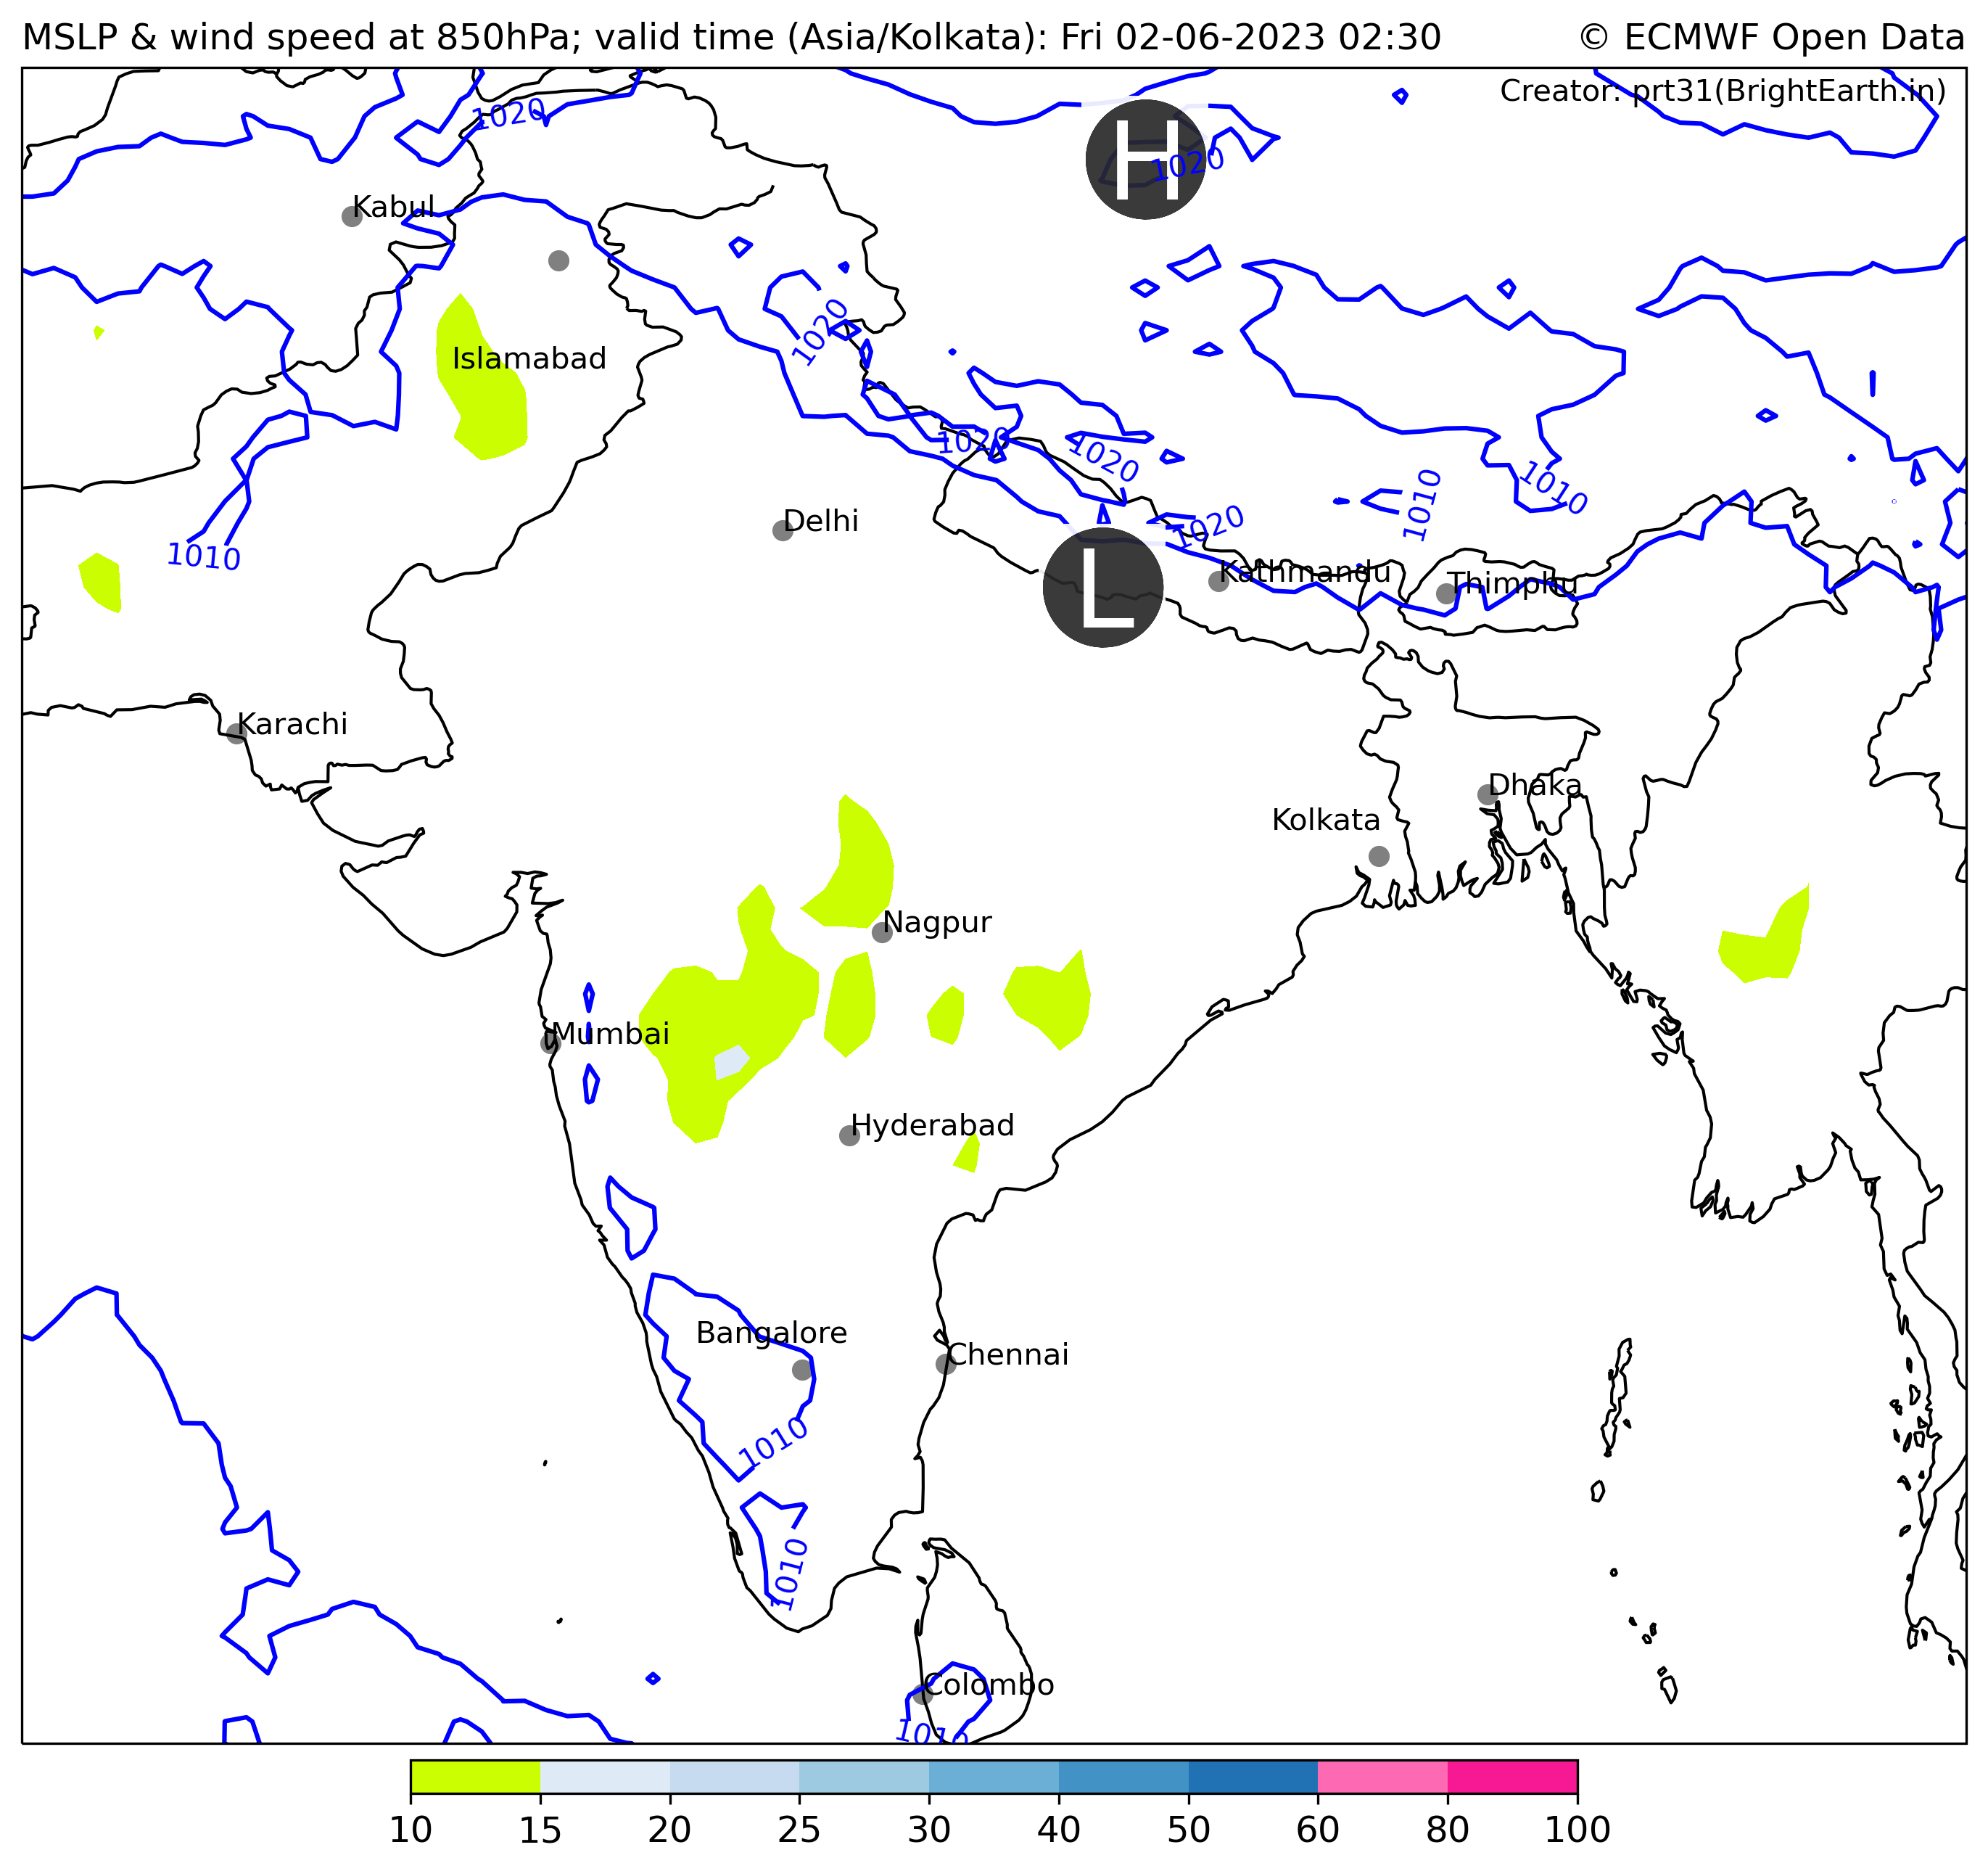 MSLP & wind speed at 850hPa; valid time (Asia/Kolkata): Fri 02-06-2023 02:30
© ECMWF Open Data
Creator: prt31(BrightEarth.in)
1020
H
1020
Kabul
1020
Islamabad
1020
1020
1010
1010
1010
Delhi
1020
L
Kathmandu
Thimphu
Karachi
Dhaka
Kolkata
Nagpur
Mumbai
Hyderabad
Bangalore
Chennai
1010
1010
Colombo
1010
10 15 20 25 30 40 50 60 80 100